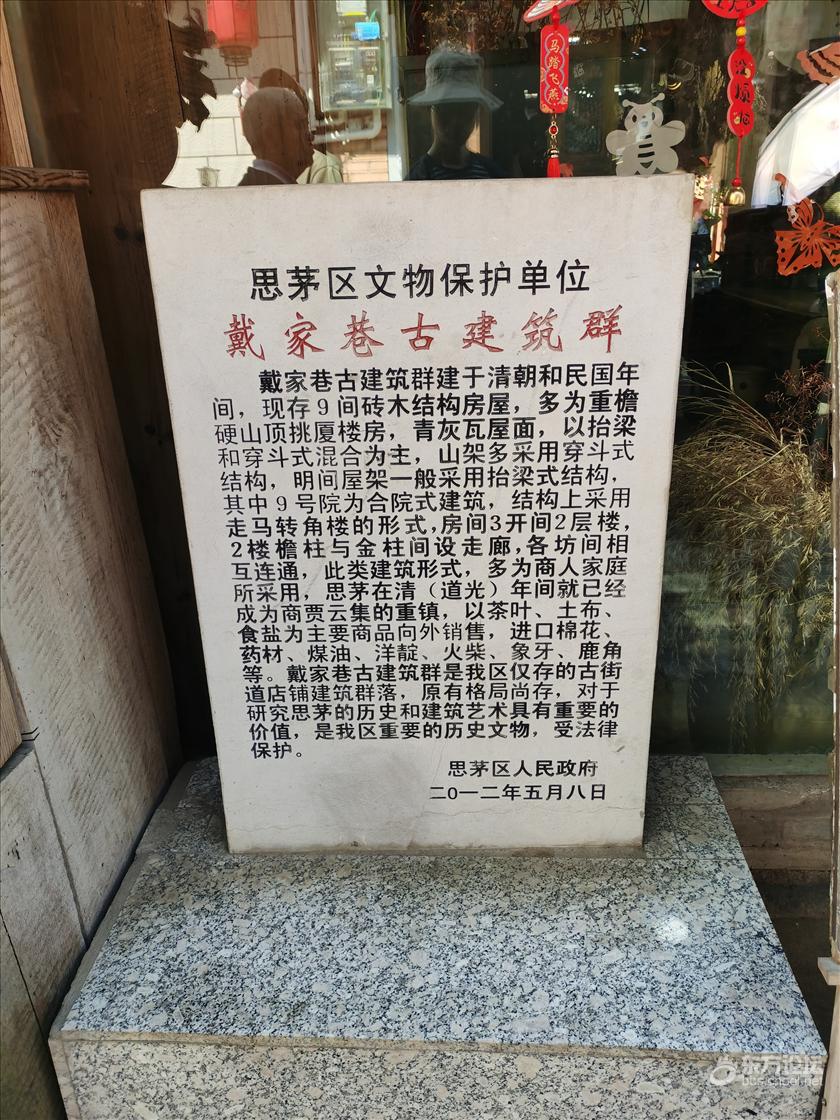 马踏飞燕
思茅区文物保护单位
戴家巷古建筑群
戴家巷古建筑群建于清朝和民国年
间，现存9间砖木结构房屋，多为重檐
硬山顶挑厦楼房，青灰瓦屋面，以抬梁
和穿斗式混合为主，山架多采用穿斗式
结构，明间屋架一般采用抬梁式结构，
其中9号院为合院式建筑，结构上采用
走马转角楼的形式，房间3开间2层楼，
2楼檐柱与金柱间设走廊，各坊间相
互连通，此类建筑形式，多为商人家庭
所采用，思茅在清（道光）年间就已经
成为商贾云集的重镇，以茶叶、土布、
食盐为主要商品向外销售，进口棉花、
药材、煤油、洋靛、火柴、象牙、鹿角
等。戴家巷古建筑群是我区仅存的古街
道店铺建筑群落，原有格局尚存，对于
研究思茅的历史和建筑艺术具有重要的
价值，是我区重要的历史文物，受法律
保护。
思茅区人民政府
二O一二年五月八日
东方论坛
bbs.cnpel.net